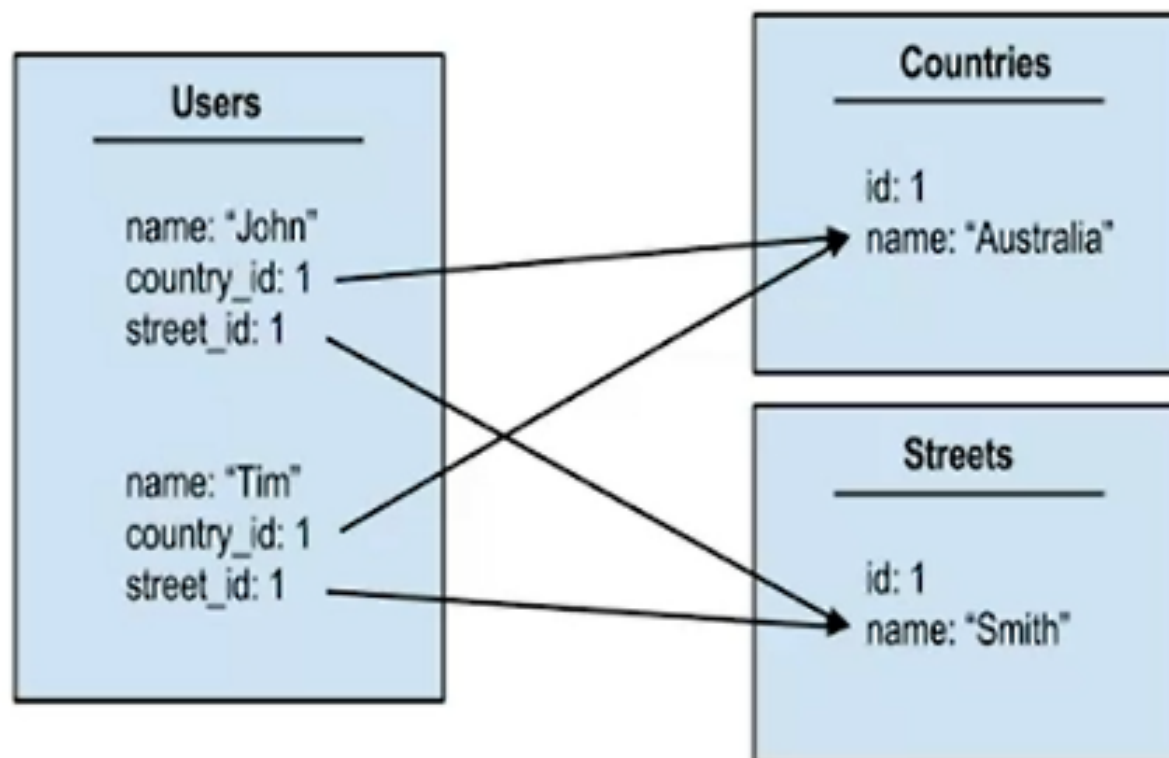 Users
name: “John”
country_id: 1
street_id: 1
name: “Tim”
country_id: 1
street_id: 1
Countries
id: 1
name: “Australia”
Streets
id: 1
name: “Smith”